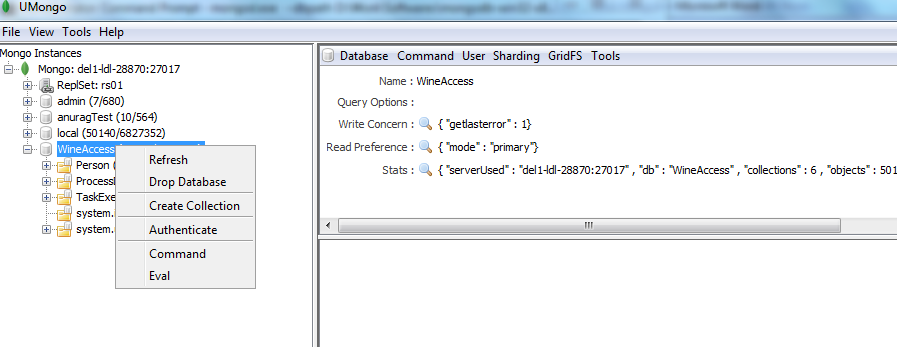 UMongo
File View Tools Help
Mongo Instances
Mongo: del1-ldl-28870:27017
ReplSet: rs01
admin (7/680)
anuragTest (10/564)
local (50140/6827352)
WineAccess
Person
TaskExe
system.
system.
Refresh
Drop Database
Create Collection
Authenticate
Command
Eval
Database Command User Sharding GridFS Tools
Name : WineAccess
Query Options :
Write Concern : { "getlasterror" : 1}
Read Preference : { "mode" : "primary"}
Stats : { "serverUsed" : "del1-ldl-28870:27017" , "db" : "WineAccess" , "collections" : 6 , "objects" : 501